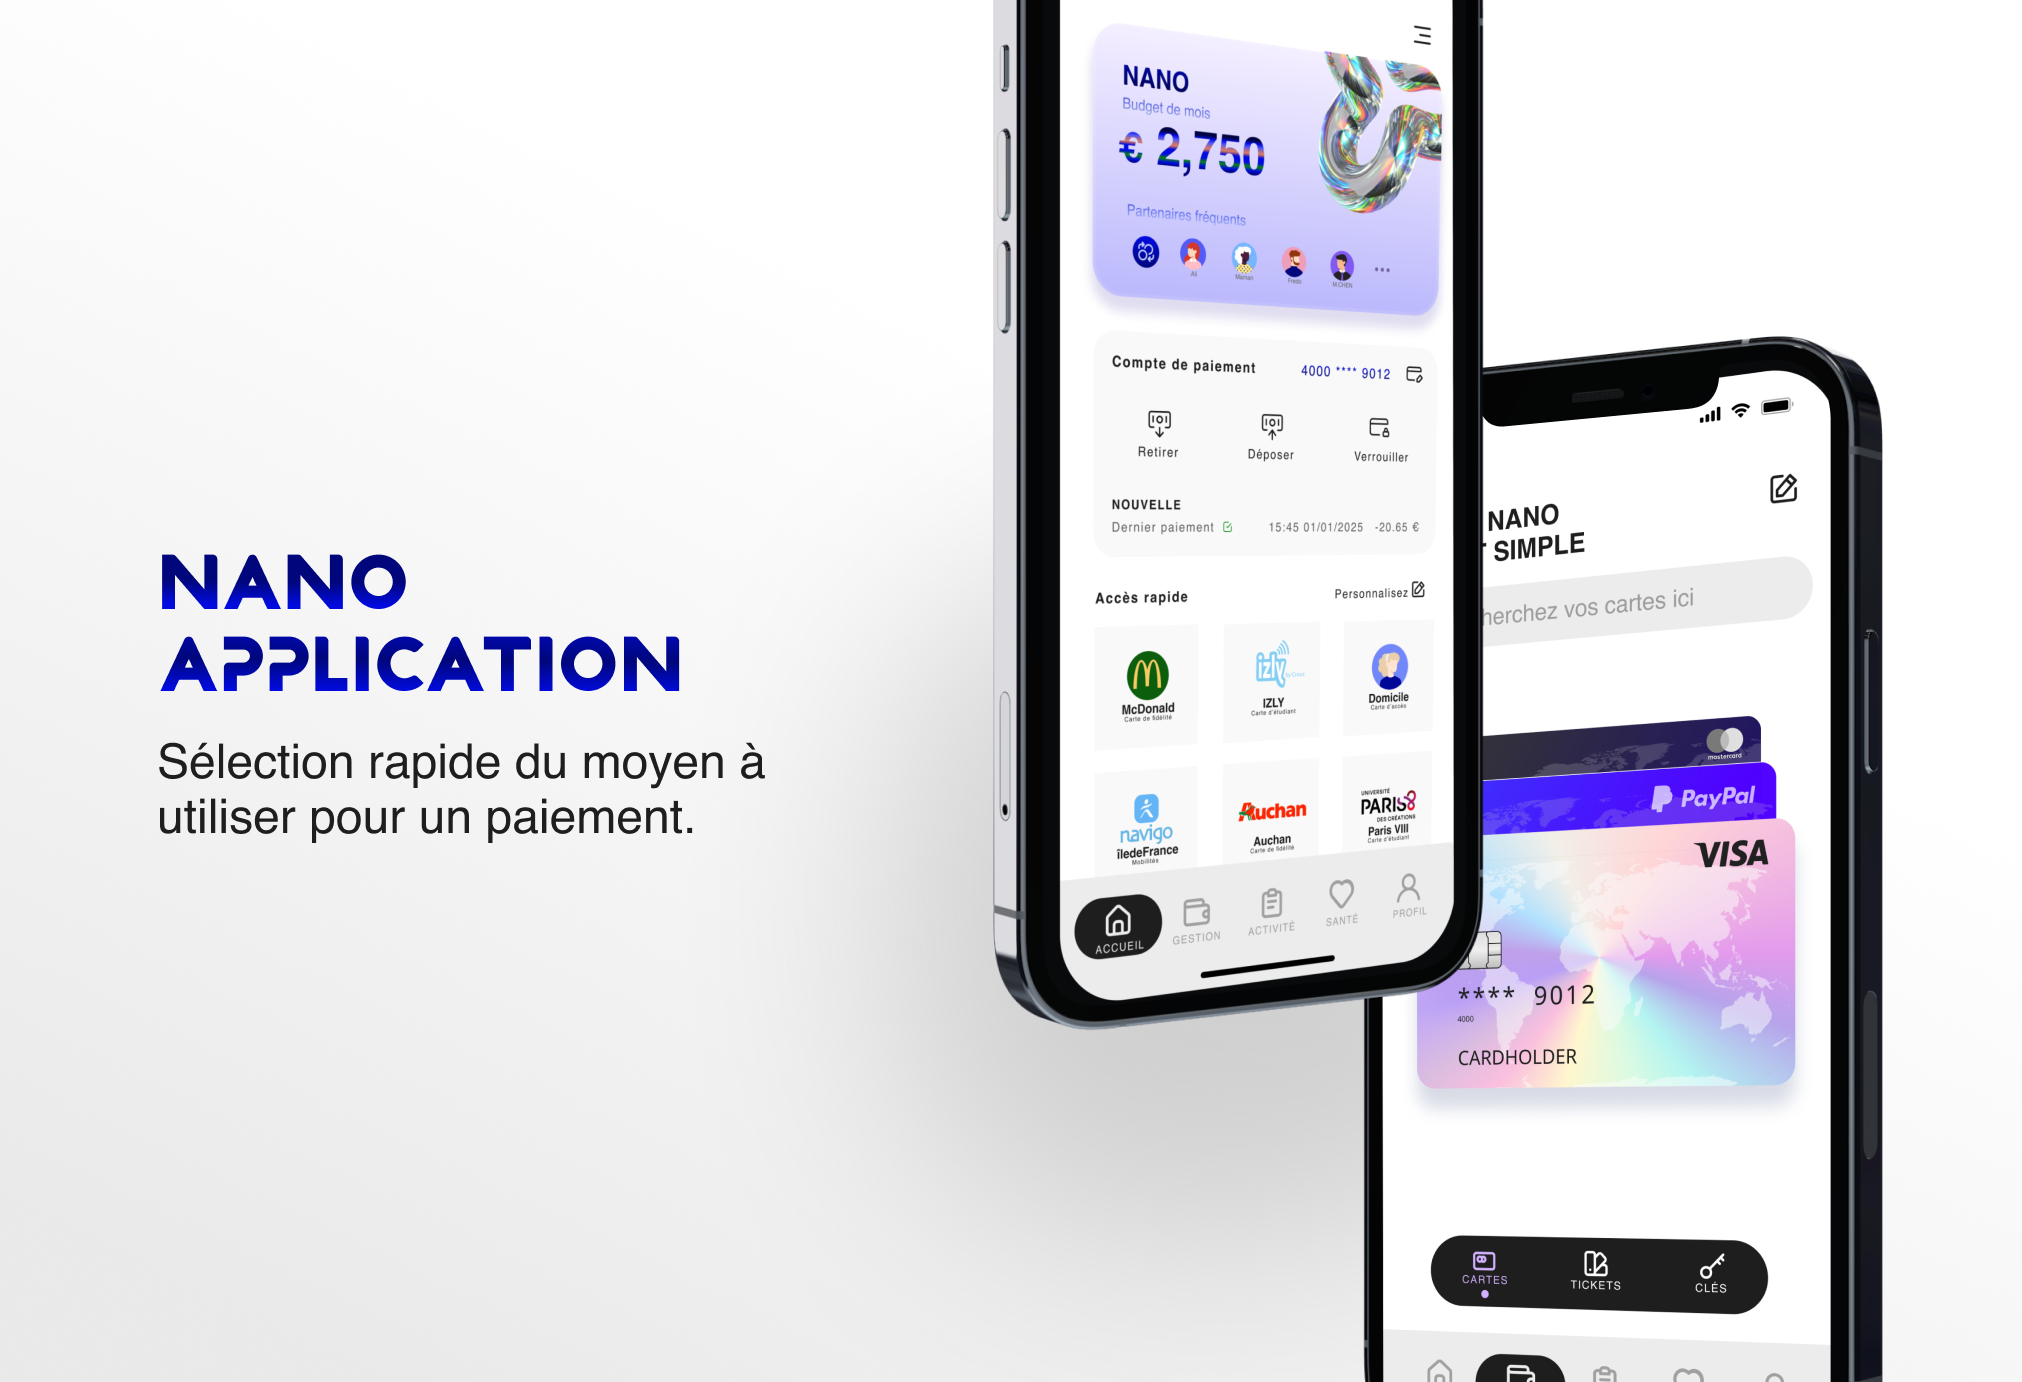 NANO
APPLICATION
Sélection rapide du moyen à
utiliser pour un paiement.
NANO
Budget de mois
€ 2,750
Partenaires fréquents
Ali
Maman
Fredo
M.CHEN
Compte de paiement
4000 **** 9012
Retirer
Déposer
Verrouiller
NOUVELLE
Dernier paiement
15:45 01/01/2025
-20.65 €
Accès rapide
Personnalisez
McDonald
Carte de fidélité
izly
by Crous
IZLY
Carte d'étudiant
Domicile
Carte d'accès
navigo
îledeFrance
Mobilités
Auchan
Auchan
Carte de fidélité
UNIVERSITÉ
PARIS8
DES CRÉATIONS
Paris VIII
Carte d'étudiant
ACCUEIL
GESTION
ACTIVITÉ
SANTÉ
PROFIL
NANO
SIMPLE
herchez vos cartes ici
mastercard
PayPal
VISA
**** 9012
4000
CARDHOLDER
CARTES
TICKETS
CLÉS